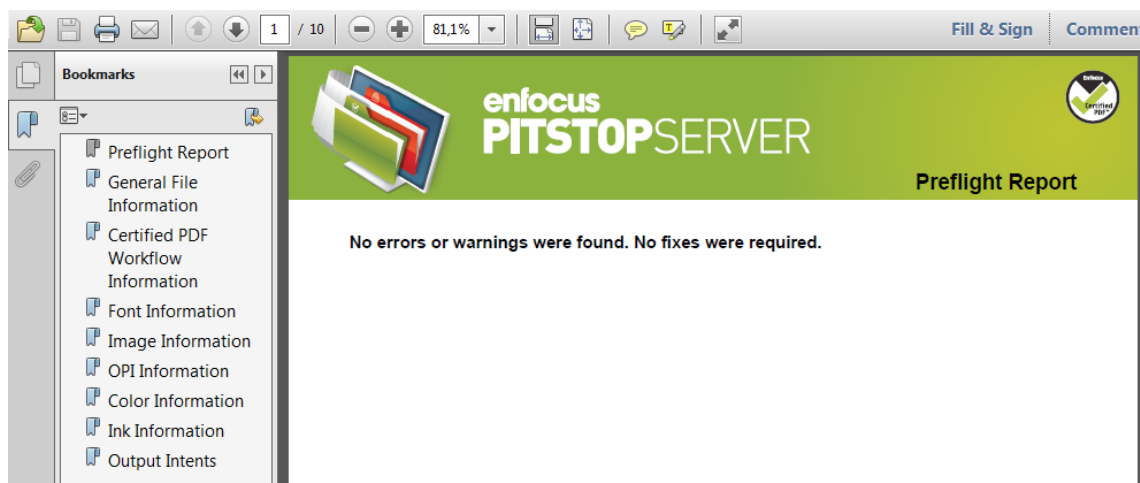 1 / 10 81,1% Fill & Sign Commen
Bookmarks
Preflight Report
General File
Information
Certified PDF
Workflow
Information
Font Information
Image Information
OPI Information
Color Information
Ink Information
Output Intents
enfocus
PITSTOPSERVER
Enfocus
Certified
PDF
Preflight Report
No errors or warnings were found. No fixes were required.